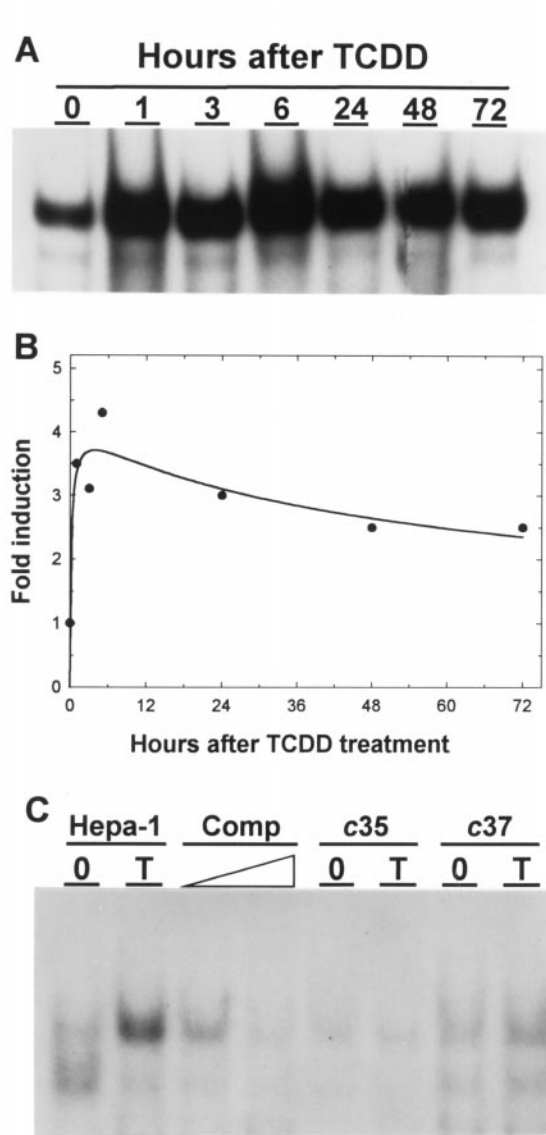 A
Hours after TCDD
0 1 3 6 24 48 72
B
5
4
3
2
1
0
Fold induction
0 12 24 36 48 60 72
Hours after TCDD treatment
C
Hepa-1 Comp c35 c37
0 T 0 T 0 T